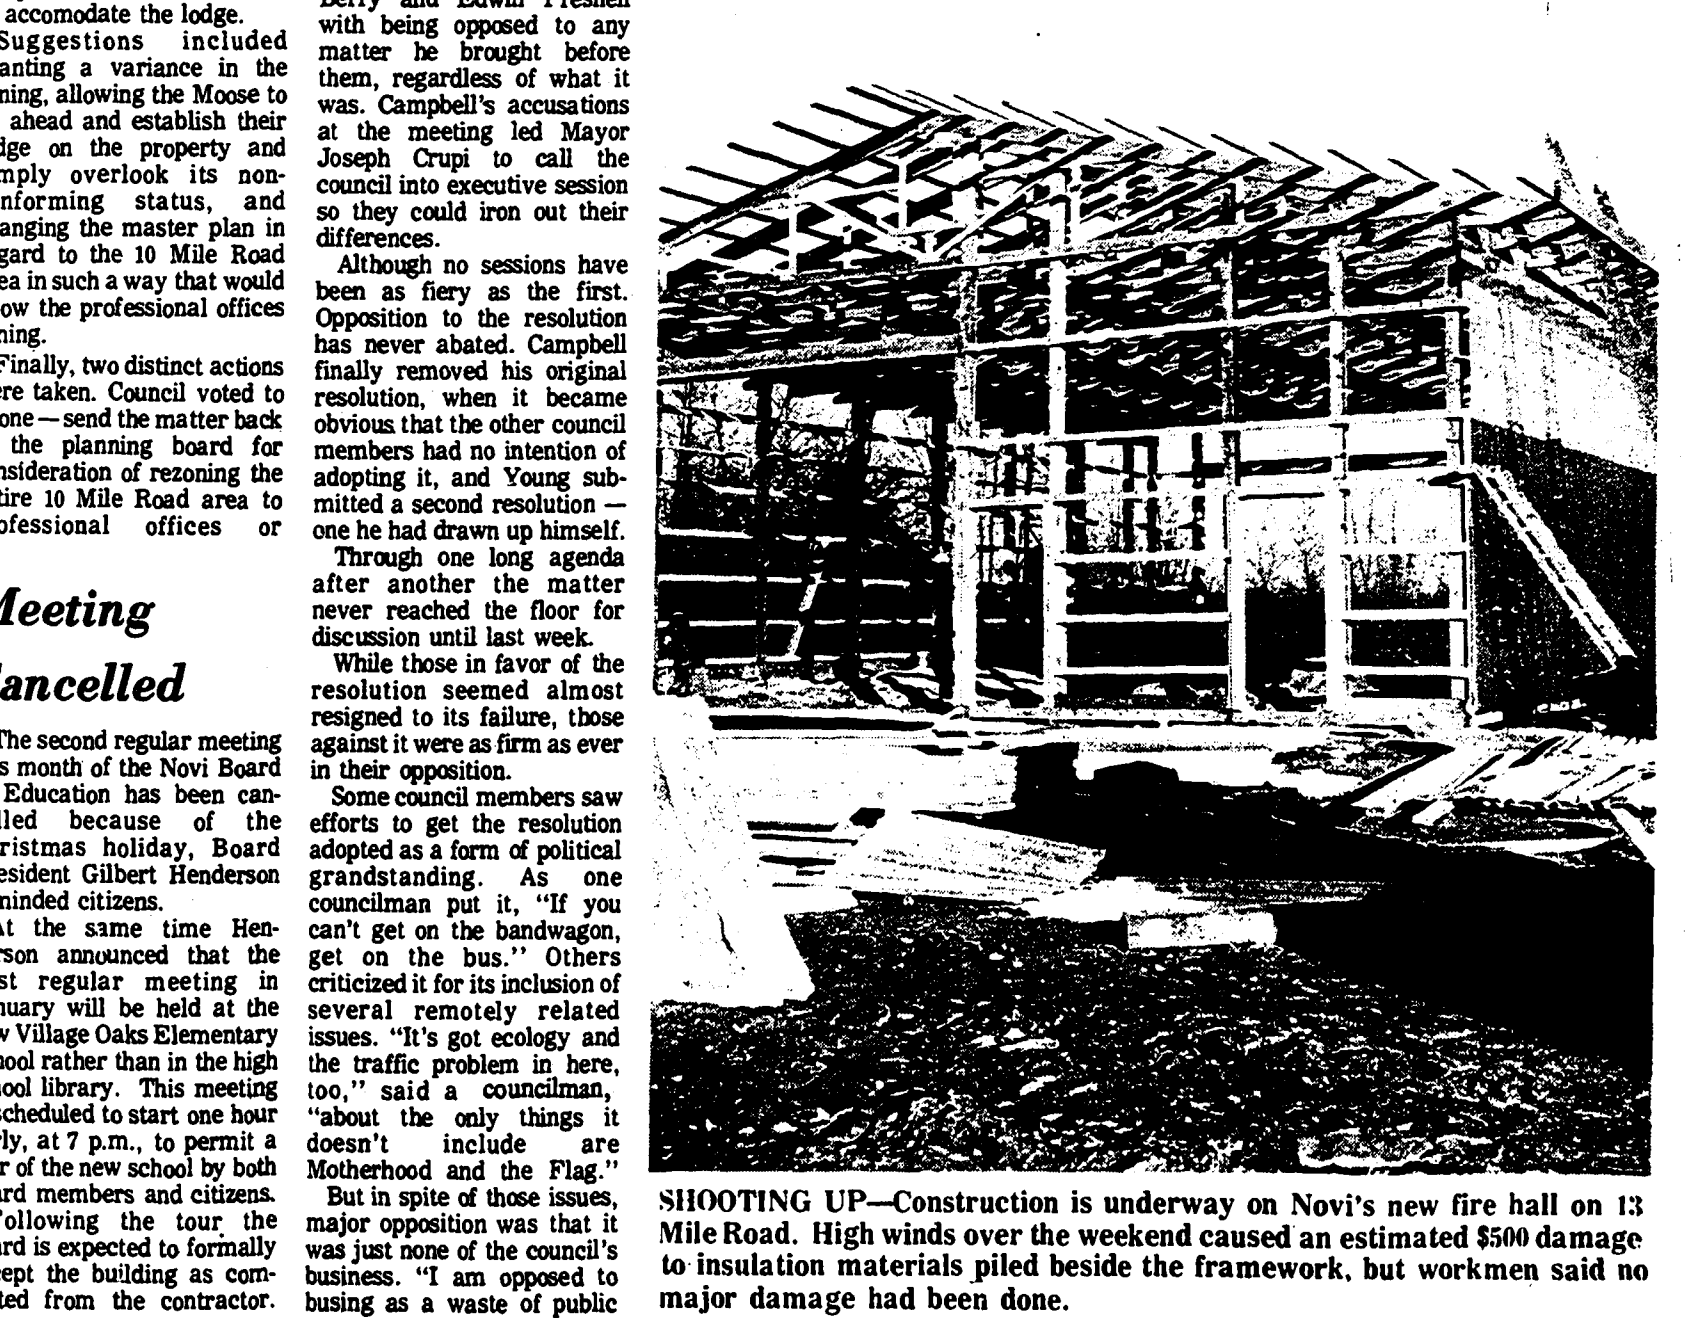 accomodate the lodge.
Suggestions included
anting a variance in the
ning, allowing the Moose to
ahead and establish their
dge on the property and
mply overlook its non-
nforming status, and
anging the master plan in
gard to the 10 Mile Road
ea in such a way that would
ow the professional offices
ning.
Finally, two distinct actions
re taken. Council voted to
one — send the matter back
the planning board for
nsideration of rezoning the
tire 10 Mile Road area to
ofessional offices or
Meeting
ancelled
The second regular meeting
s month of the Novi Board
Education has been can-
lled because of the
ristmas holiday, Board
esident Gilbert Henderson
minded citizens.
At the same time Hen-
rson announced that the
st regular meeting in
nuary will be held at the
w Village Oaks Elementary
hool rather than in the high
ool library. This meeting
scheduled to start one hour
rly, at 7 p.m., to permit a
r of the new school by both
ard members and citizens.
Following the tour the
ard is expected to formally
cept the building as com-
ted from the contractor.
Berry and Edwin Presnell
with being opposed to any
matter he brought before
them, regardless of what it
was. Campbell's accusations
at the meeting led Mayor
Joseph Crupi to call the
council into executive session
so they could iron out their
differences.
Although no sessions have
been as fiery as the first.
Opposition to the resolution
has never abated. Campbell
finally removed his original
resolution, when it became
obvious that the other council
members had no intention of
adopting it, and Young sub-
mitted a second resolution —
one he had drawn up himself.
Through one long agenda
after another the matter
never reached the floor for
discussion until last week.
While those in favor of the
resolution seemed almost
resigned to its failure, those
against it were as firm as ever
in their opposition.
Some council members saw
efforts to get the resolution
adopted as a form of political
grandstanding. As one
councilman put it, "If you
can't get on the bandwagon,
get on the bus." Others
criticized it for its inclusion of
several remotely related
issues. "It's got ecology and
the traffic problem in here,
too," said a councilman,
"about the only things it
doesn't include are
Motherhood and the Flag."
But in spite of those issues,
major opposition was that it
was just none of the council's
business. "I am opposed to
busing as a waste of public
SHOOTING UP—Construction is underway on Novi's new fire hall on 13
Mile Road. High winds over the weekend caused an estimated $500 damage
to insulation materials piled beside the framework, but workmen said no
major damage had been done.